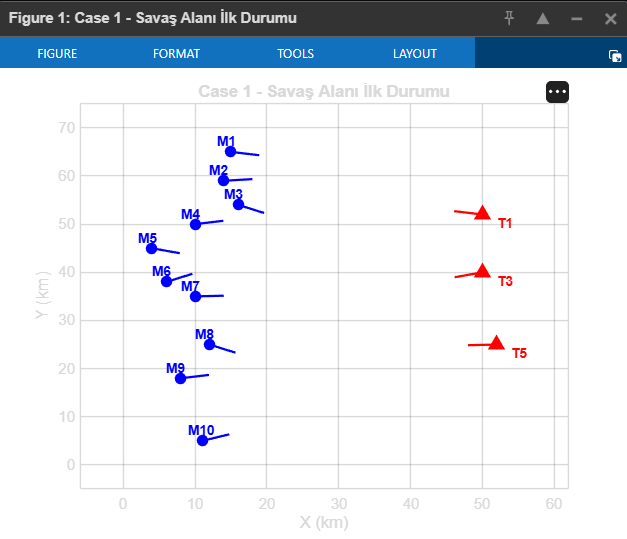 Figure 1: Case 1 - Savaş Alanı İlk Durumu
FIGURE
FORMAT
TOOLS
LAYOUT
Case 1 - Savaş Alanı İlk Durumu
70
60
50
40
30
20
10
0
Y (km)
M1
M2
M3
M4
M5
M6
M7
M8
M9
M10
T1
T3
T5
0
10
20
30
40
50
60
X (km)